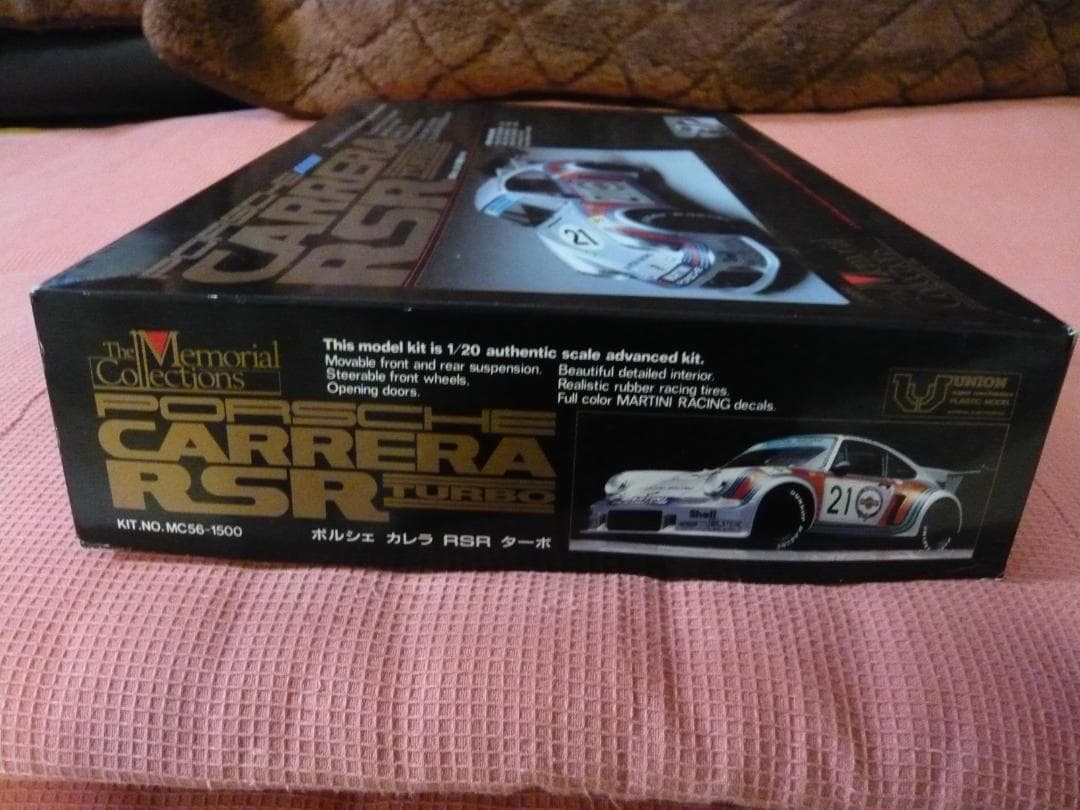 PORSCHE
CARRERA
RSR
TURBO
21
The Memorial
Collections
This model kit is 1/20 authentic scale advanced kit.
Movable front and rear suspension.
Steerable front wheels.
Opening doors.
Beautiful detailed interior.
Realistic rubber racing tires.
Full color MARTINI RACING decals.
UNION
PLASTIC MODEL
PORSCHE
CARRERA
RSR
TURBO
KIT.NO.MC56-1500
ポルシェ カレラ RSR ターボ
Shell
21